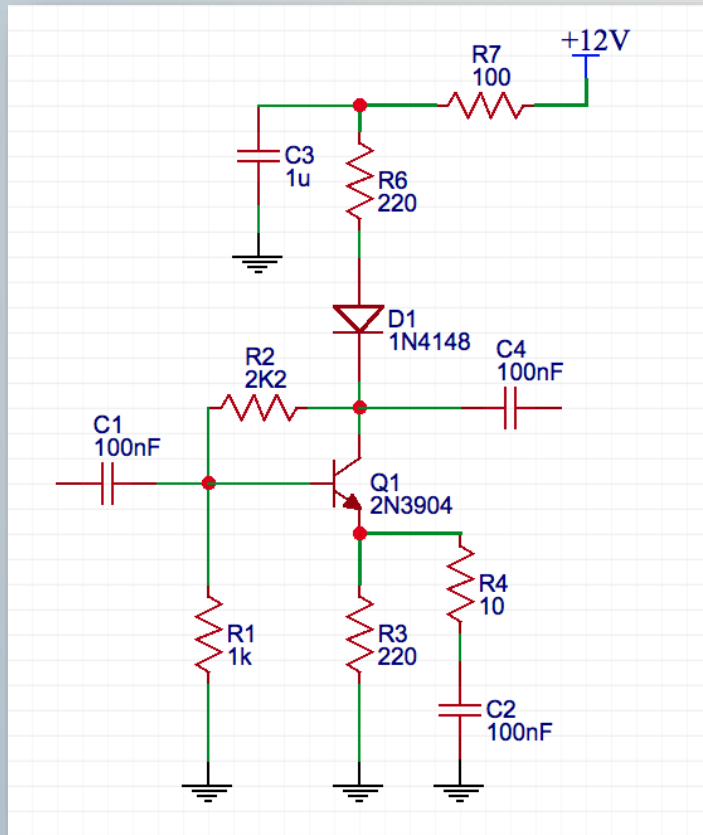 +12V
R7
100
C3
1u
R6
220
D1
1N4148
C4
100nF
R2
2K2
C1
100nF
Q1
2N3904
R4
10
R1
1k
R3
220
C2
100nF